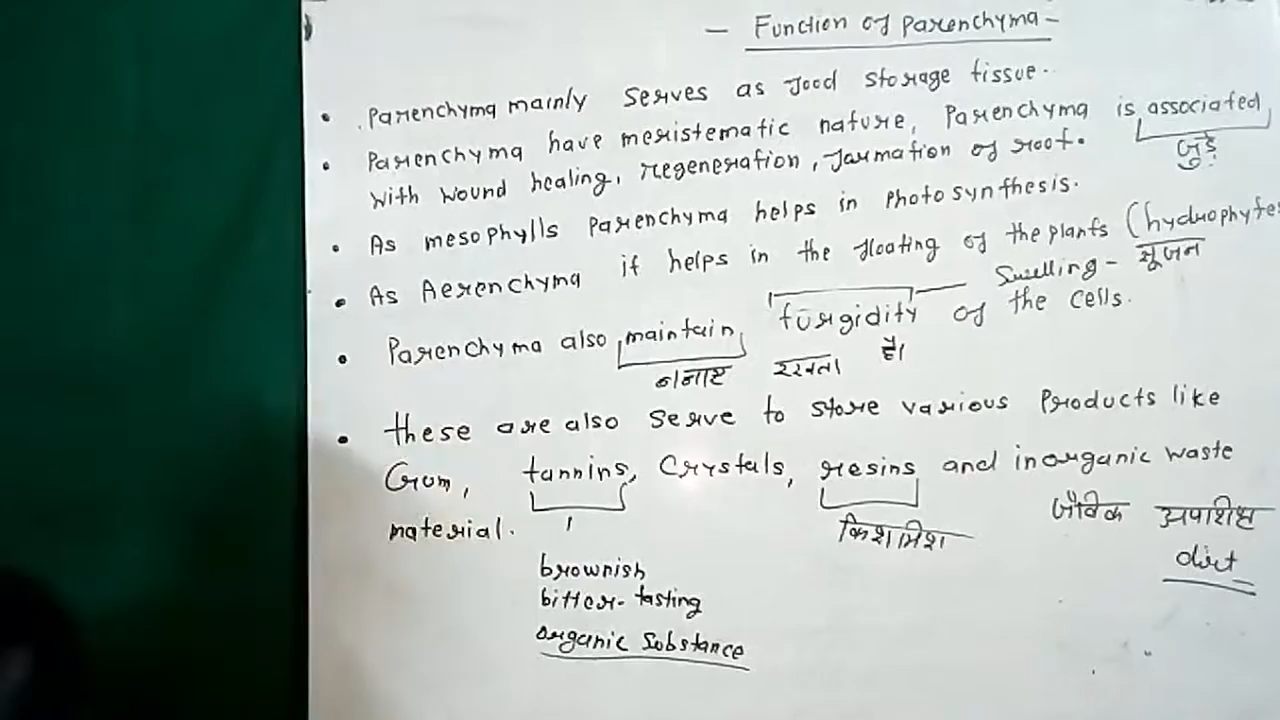 — Function of Parenchyma —
• Parenchyma mainly serves as food storage tissue.
• Parenchyma have meristematic nature, Parenchyma is associated
जुड़े
with wound healing, regeneration, formation of root.
• As mesophylls Parenchyma helps in Photosynthesis.
• As Aerenchyma it helps in the floating of the plants (hydrophytes
Swelling - सूजन
• Parenchyma also maintain turgidity of the cells.
बनाए रखता है।
• these are also serve to store various Products like
Gum, tannins, Crystals, resins and inorganic waste
material.
किशमिश
जैविक अपशिष्ट
dirt
brownish
bitter-tasting
organic substance